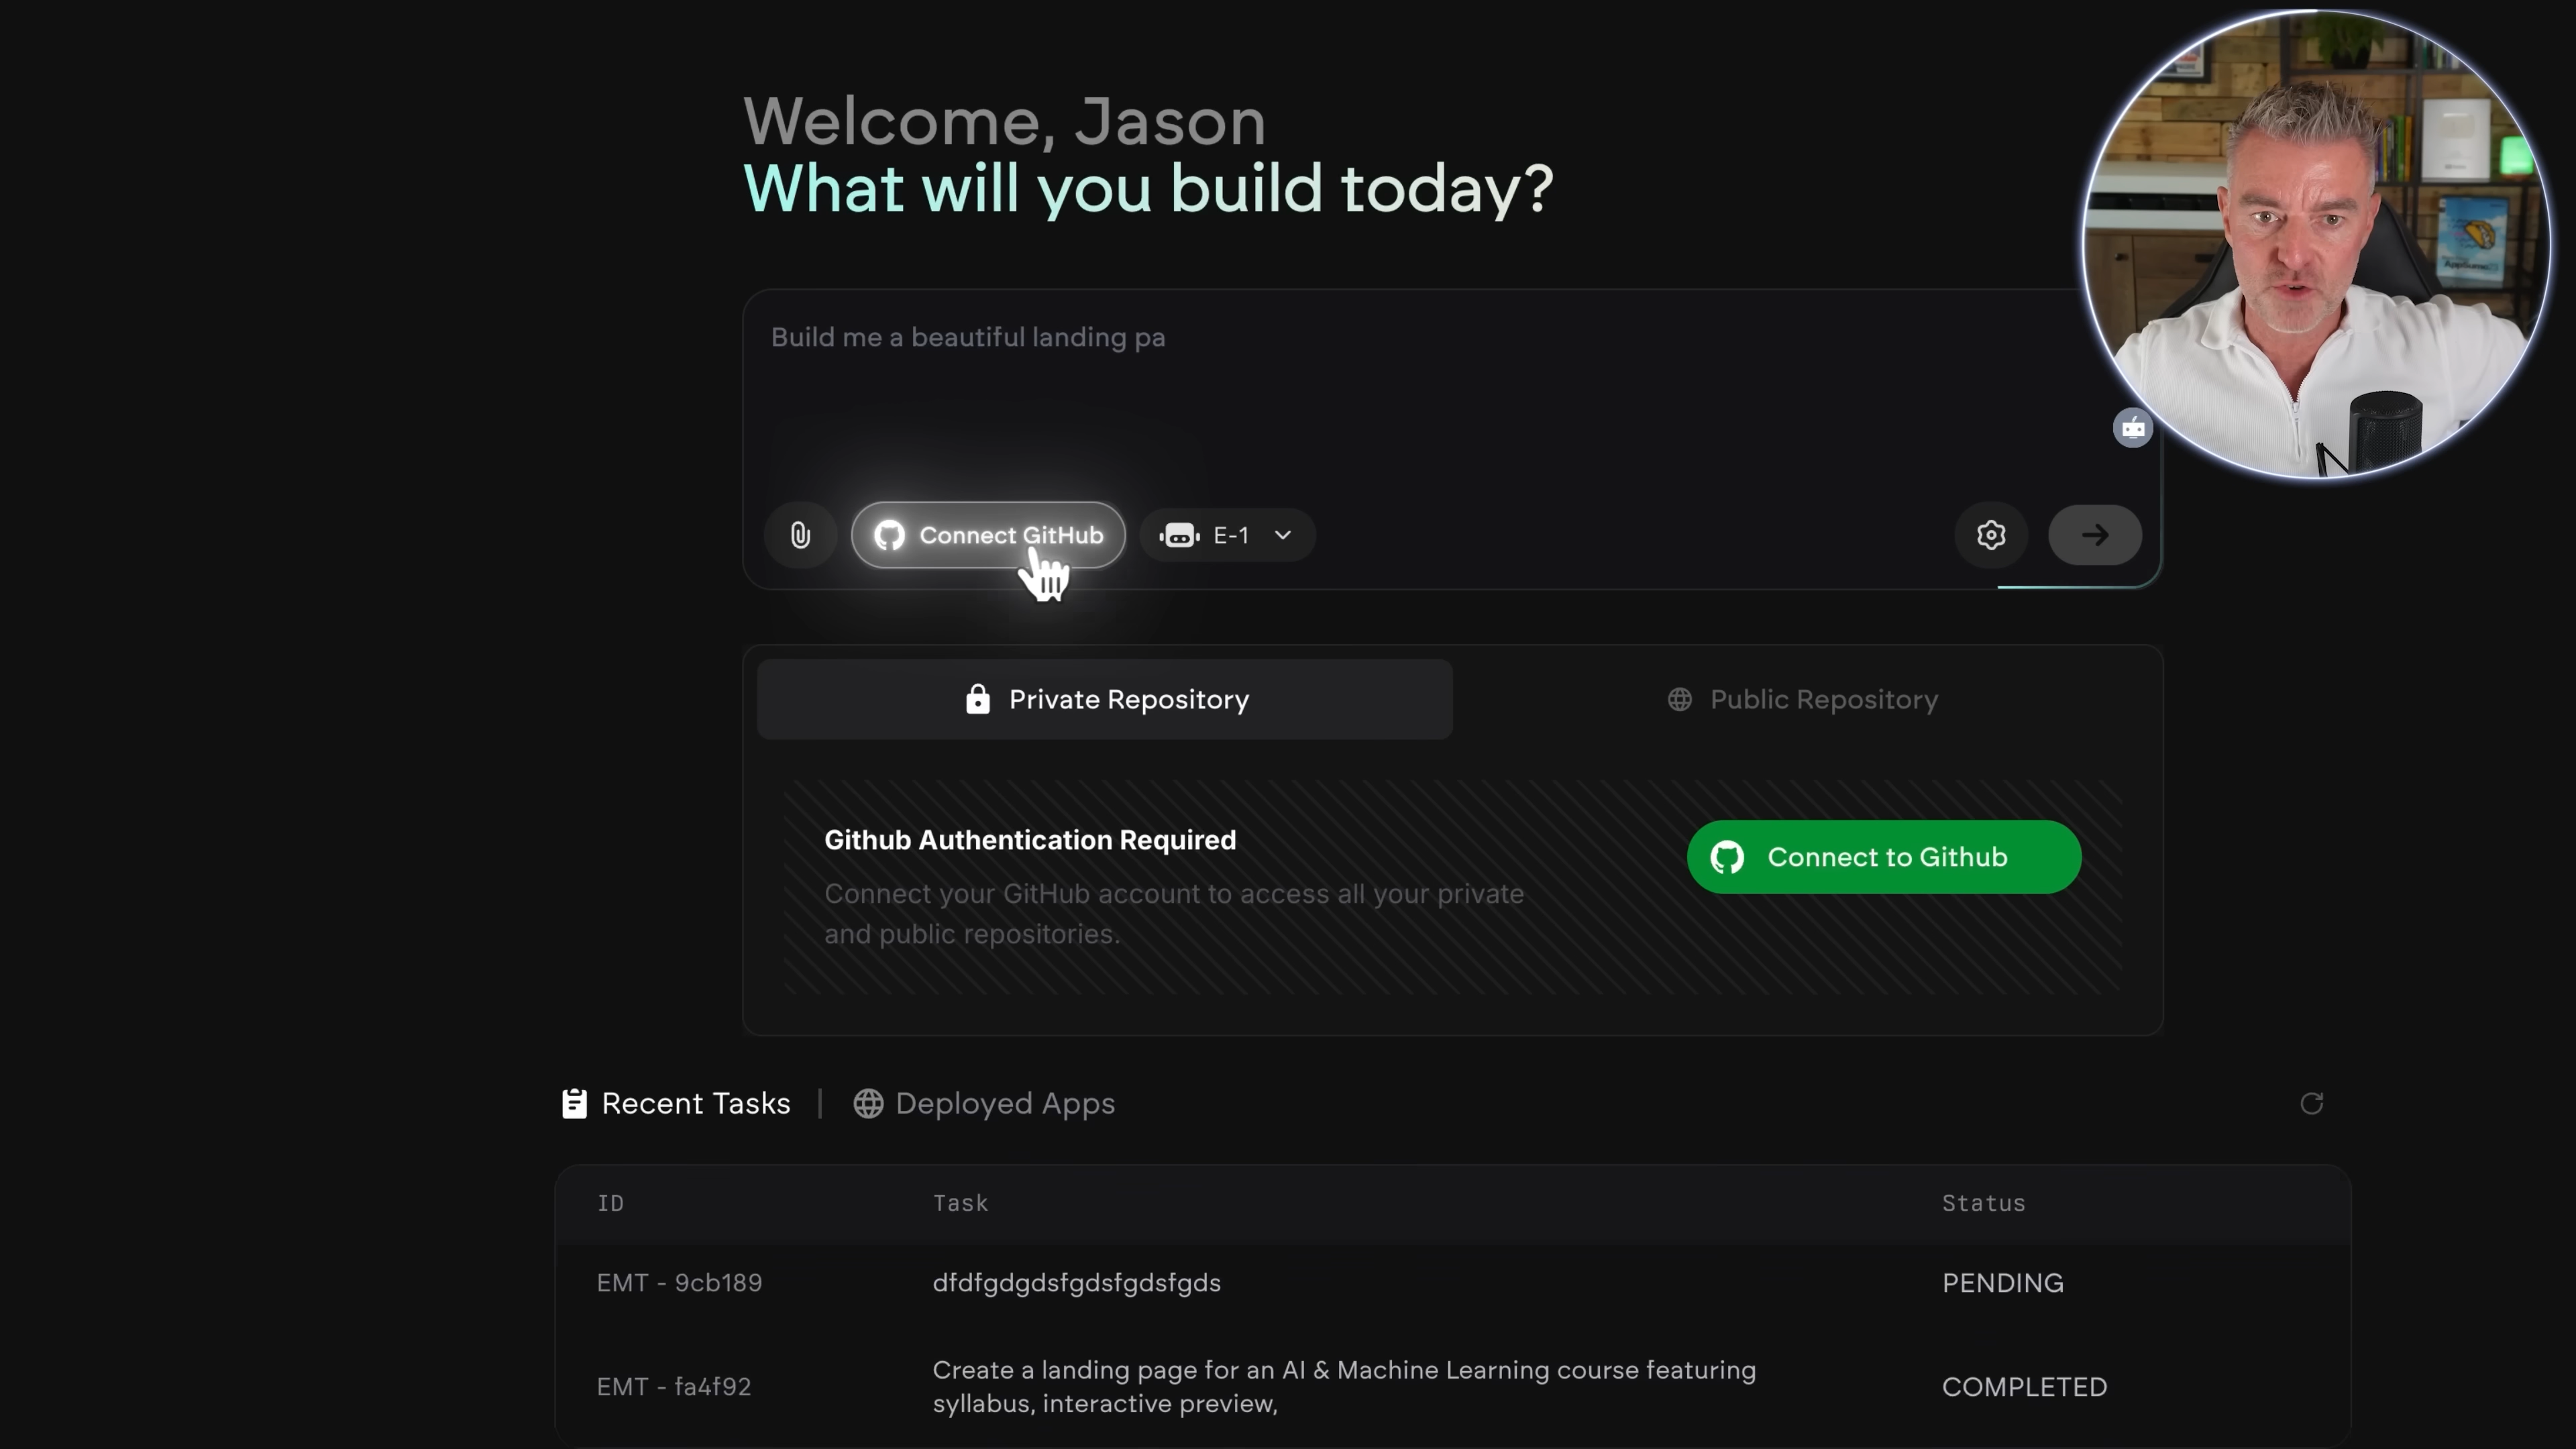 Welcome, Jason
What will you build today?
Build me a beautiful landing pa
Connect GitHub
E-1
Private Repository
Public Repository
Github Authentication Required
Connect your GitHub account to access all your private
and public repositories.
Connect to Github
Recent Tasks
Deployed Apps
ID Task Status
EMT - 9cb189 dfdfgdgdsfgdsfgdsfgds PENDING
EMT - fa4f92 Create a landing page for an AI & Machine Learning course featuring
syllabus, interactive preview, COMPLETED